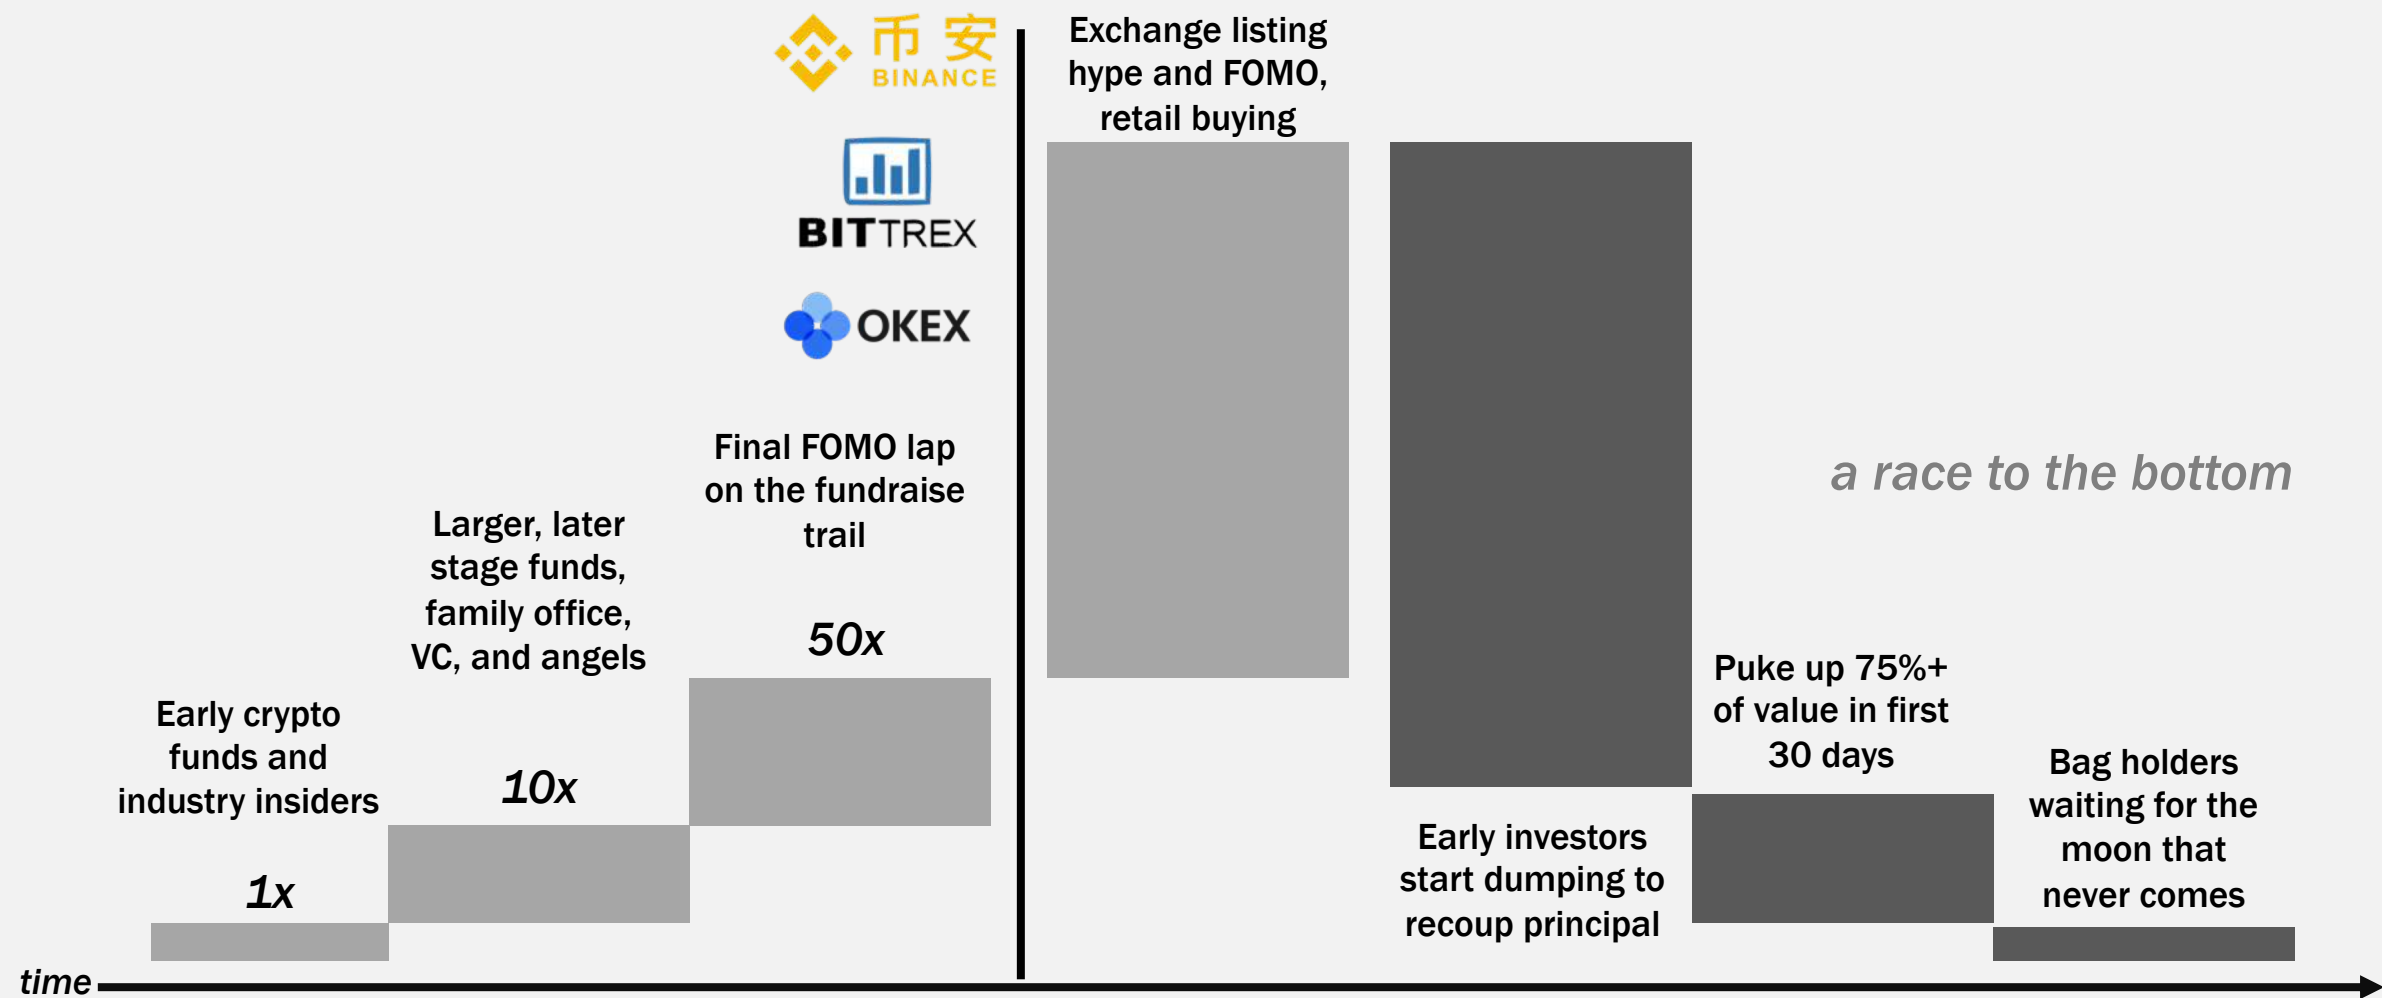 币安
BINANCE
BITTREX
OKEX
Early crypto
funds and
industry insiders
1x
Larger, later
stage funds,
family office,
VC, and angels
10x
Final FOMO lap
on the fundraise
trail
50x
Exchange listing
hype and FOMO,
retail buying
Early investors
start dumping to
recoup principal
Puke up 75%+
of value in first
30 days
a race to the bottom
Bag holders
waiting for the
moon that
never comes
time